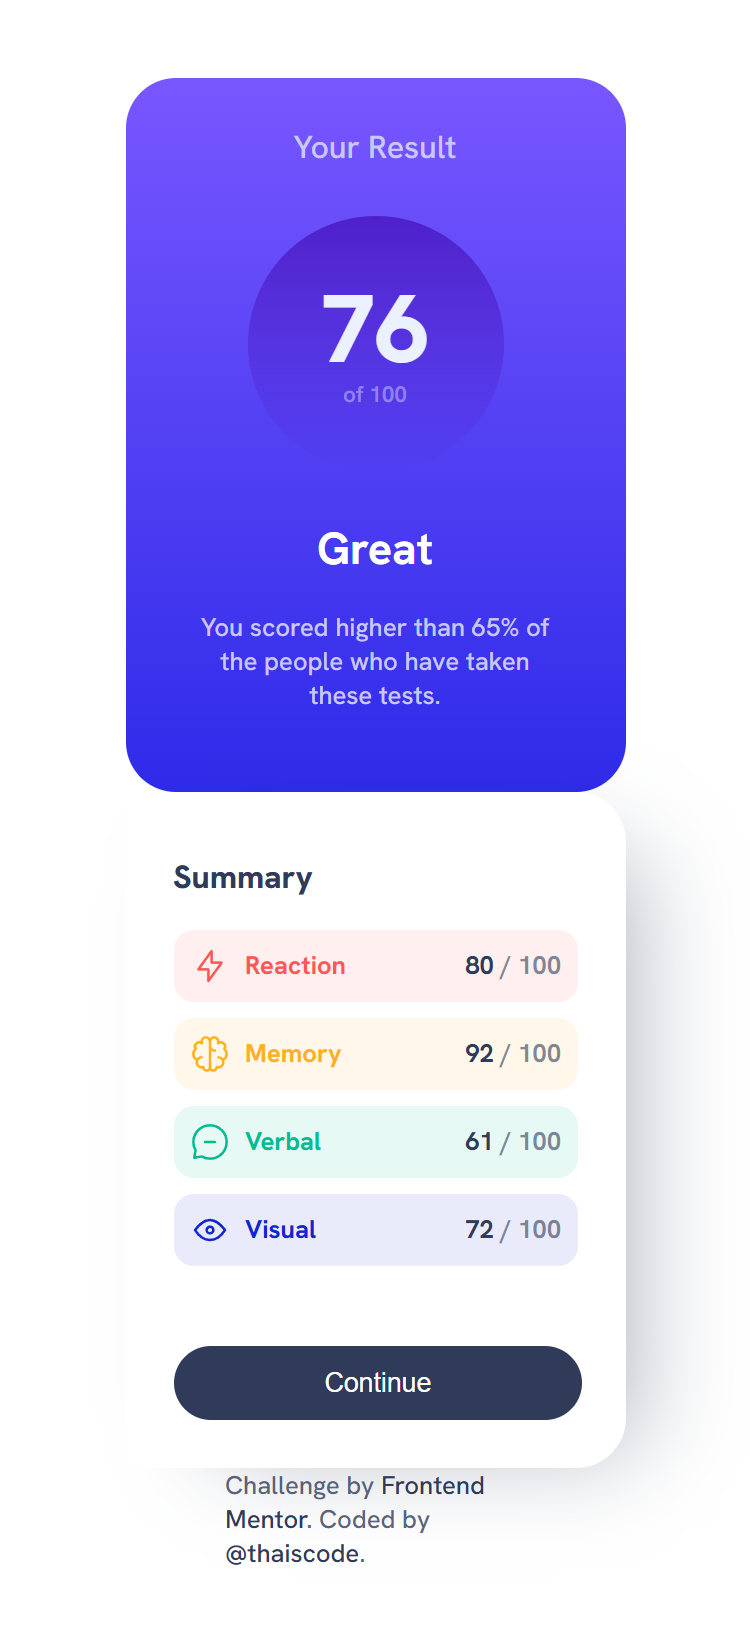 Your Result
76
of 100
Great
You scored higher than 65% of
the people who have taken
these tests.
Summary
Reaction 80 / 100
Memory 92 / 100
Verbal 61 / 100
Visual 72 / 100
Continue
Challenge by Frontend
Mentor. Coded by
@thaiscode.